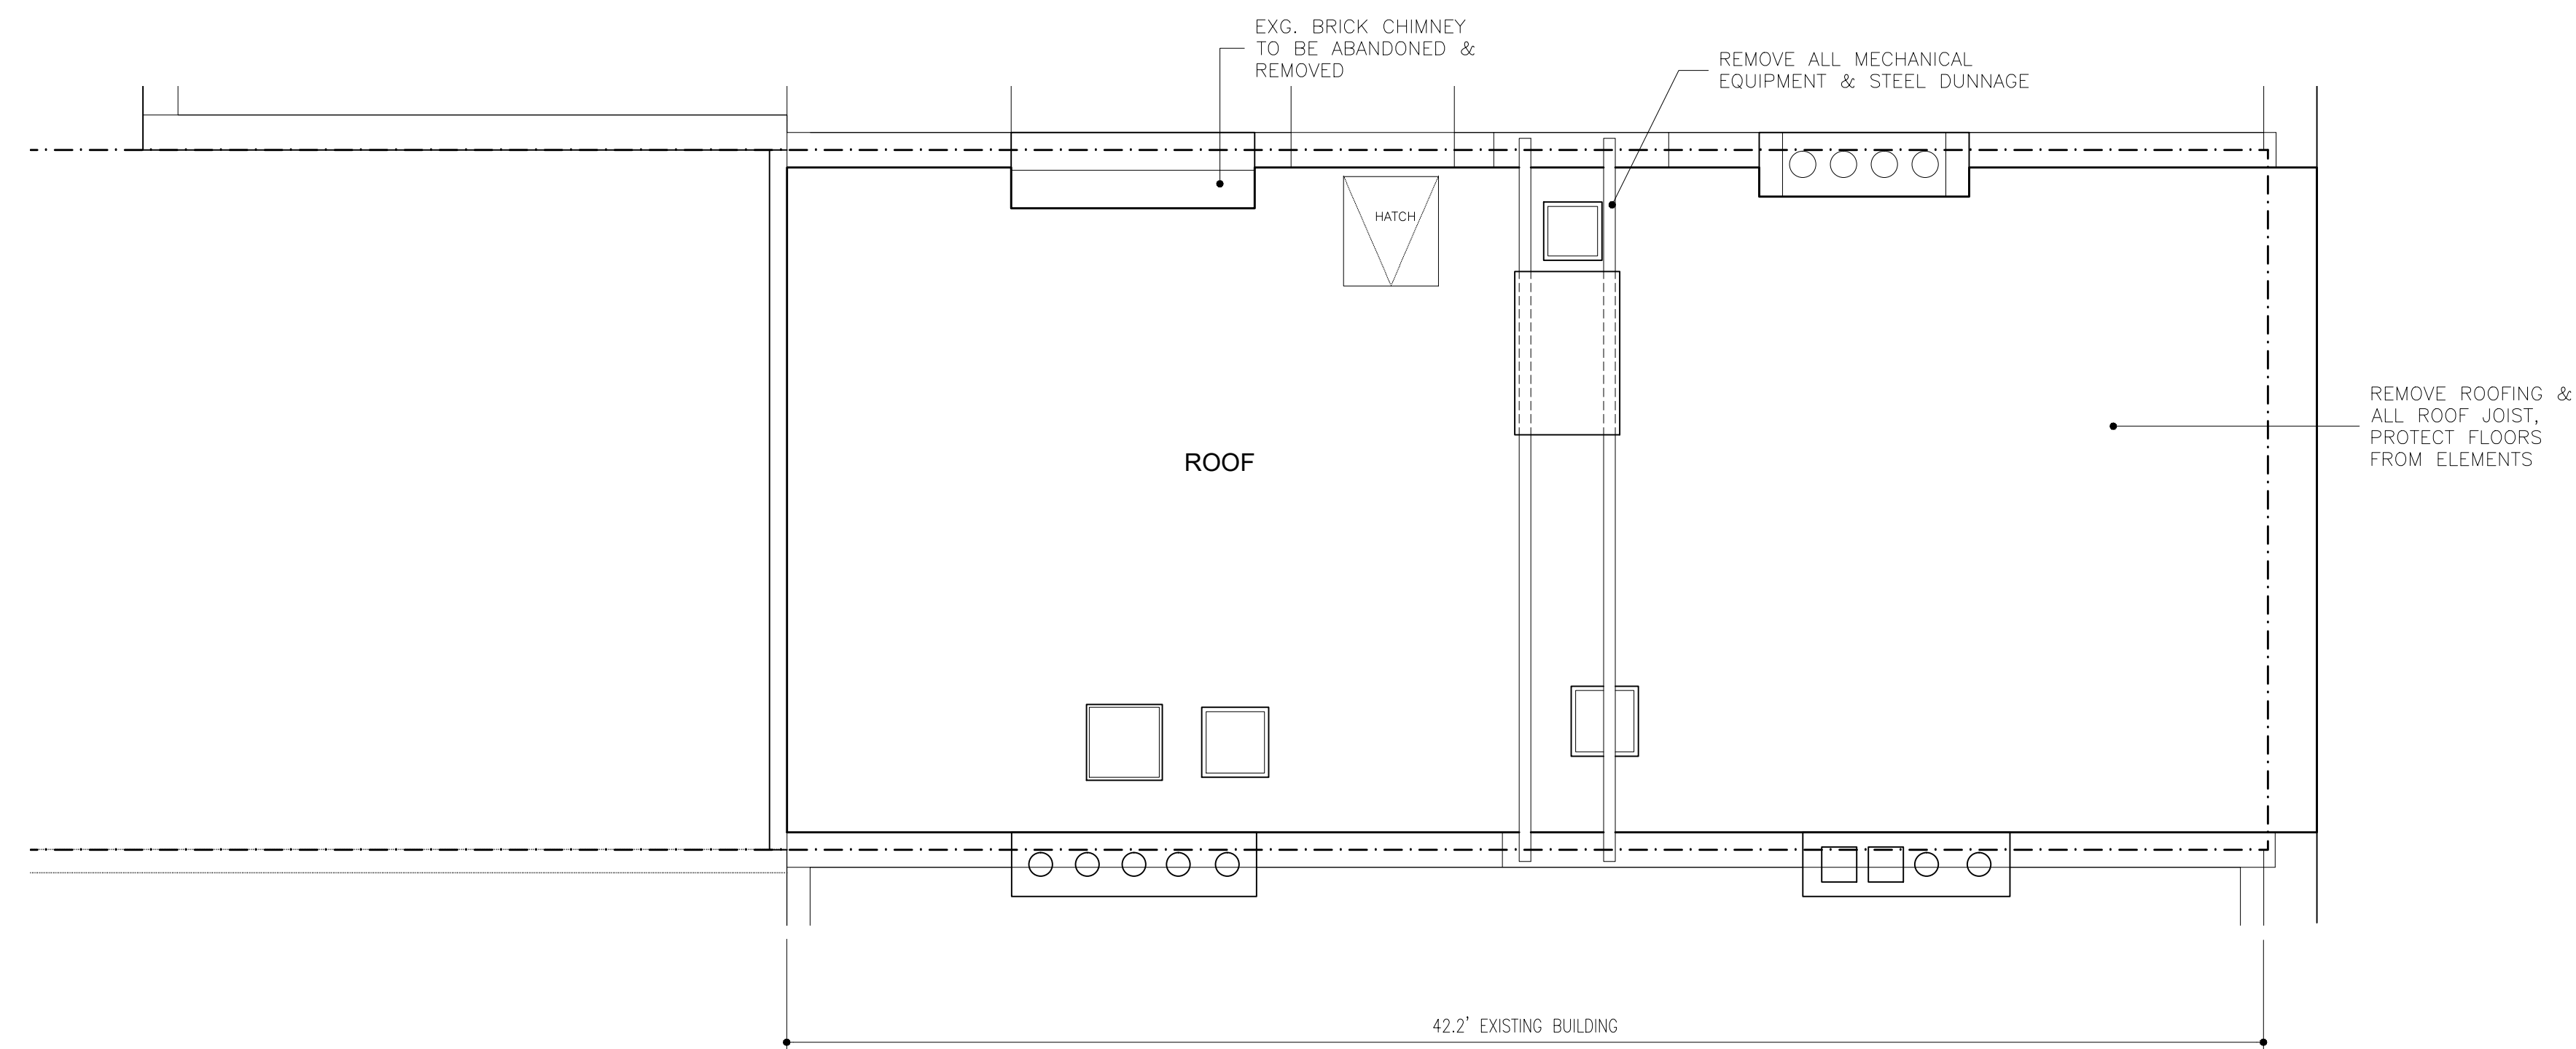 EXG. BRICK CHIMNEY
TO BE ABANDONED &
REMOVED
REMOVE ALL MECHANICAL
EQUIPMENT & STEEL DUNNAGE
HATCH
REMOVE ROOFING &
ALL ROOF JOIST,
PROTECT FLOORS
FROM ELEMENTS
ROOF
42.2' EXISTING BUILDING